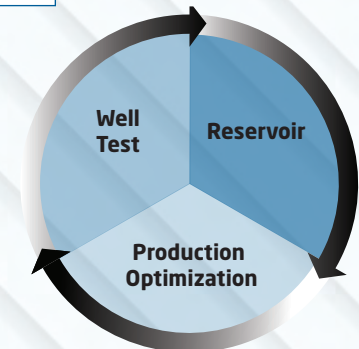 Well
Test
Reservoir
Production
Optimization